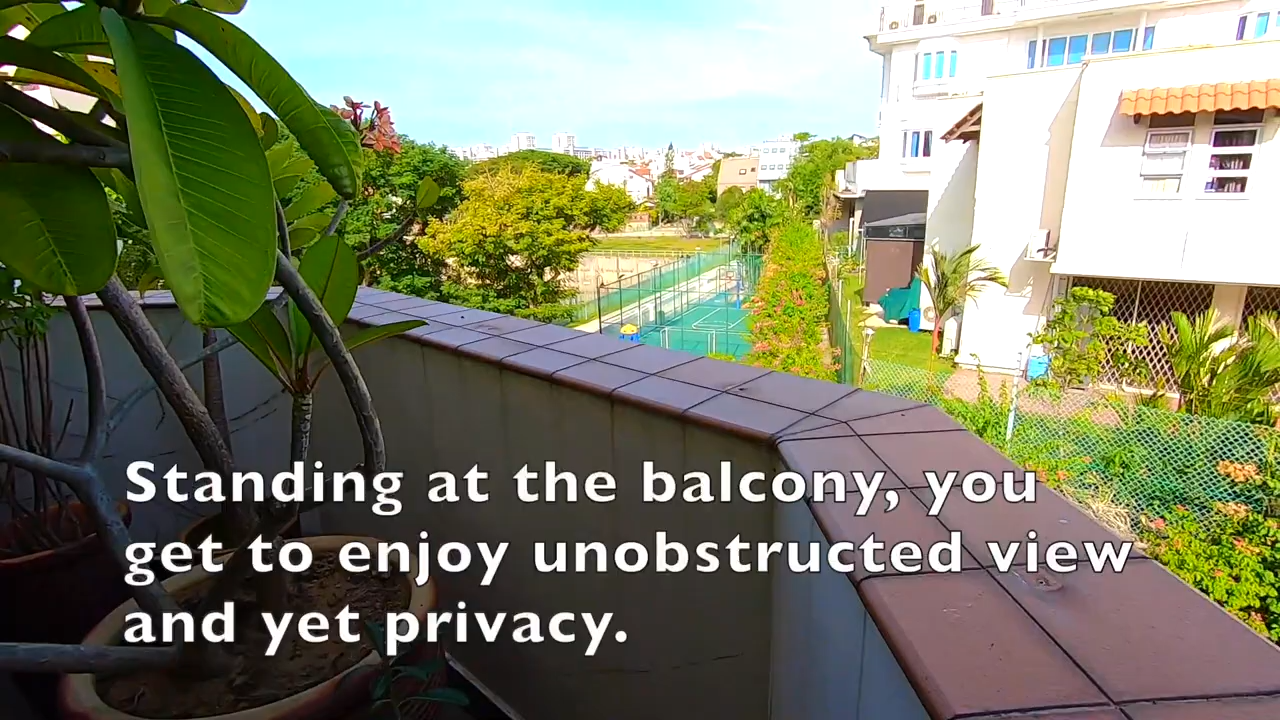 Standing at the balcony, you
get to enjoy unobstructed view
and yet privacy.